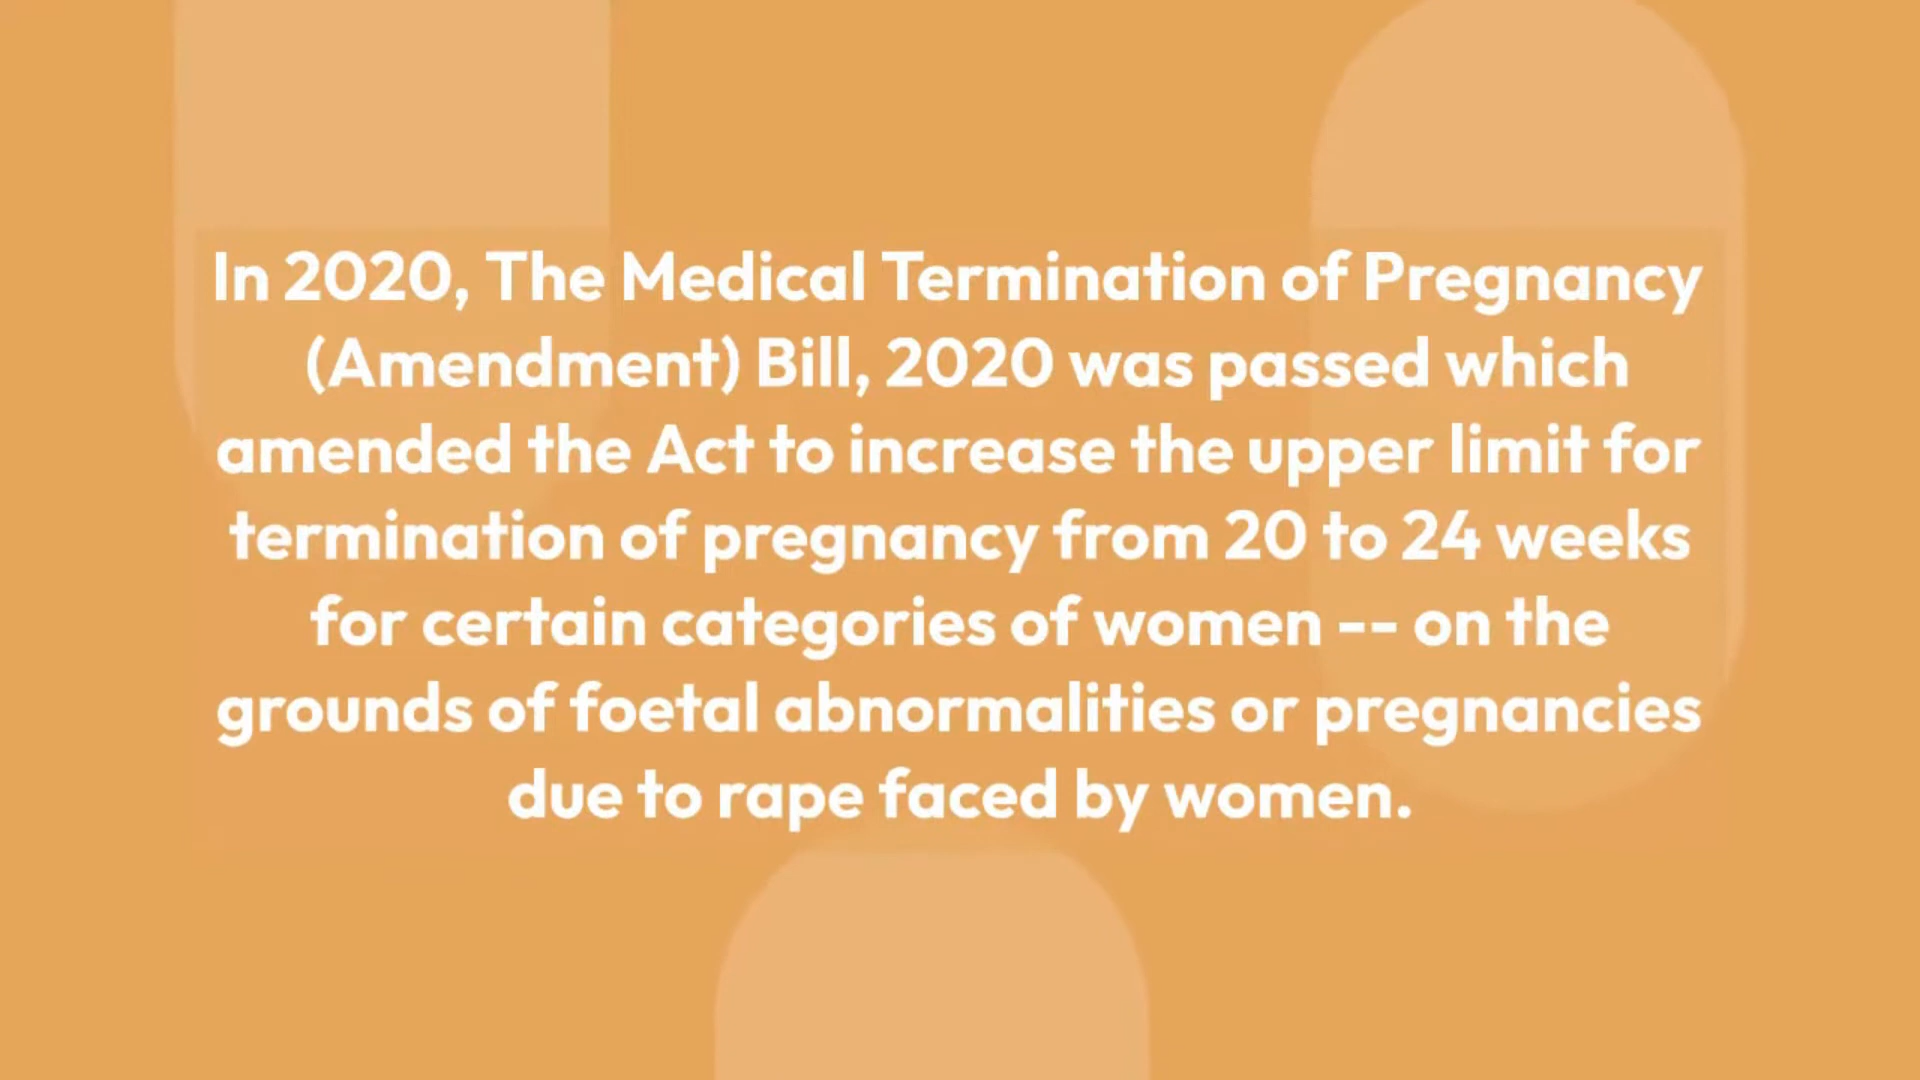 In 2020, The Medical Termination of Pregnancy
(Amendment) Bill, 2020 was passed which
amended the Act to increase the upper limit for
termination of pregnancy from 20 to 24 weeks
for certain categories of women -- on the
grounds of foetal abnormalities or pregnancies
due to rape faced by women.